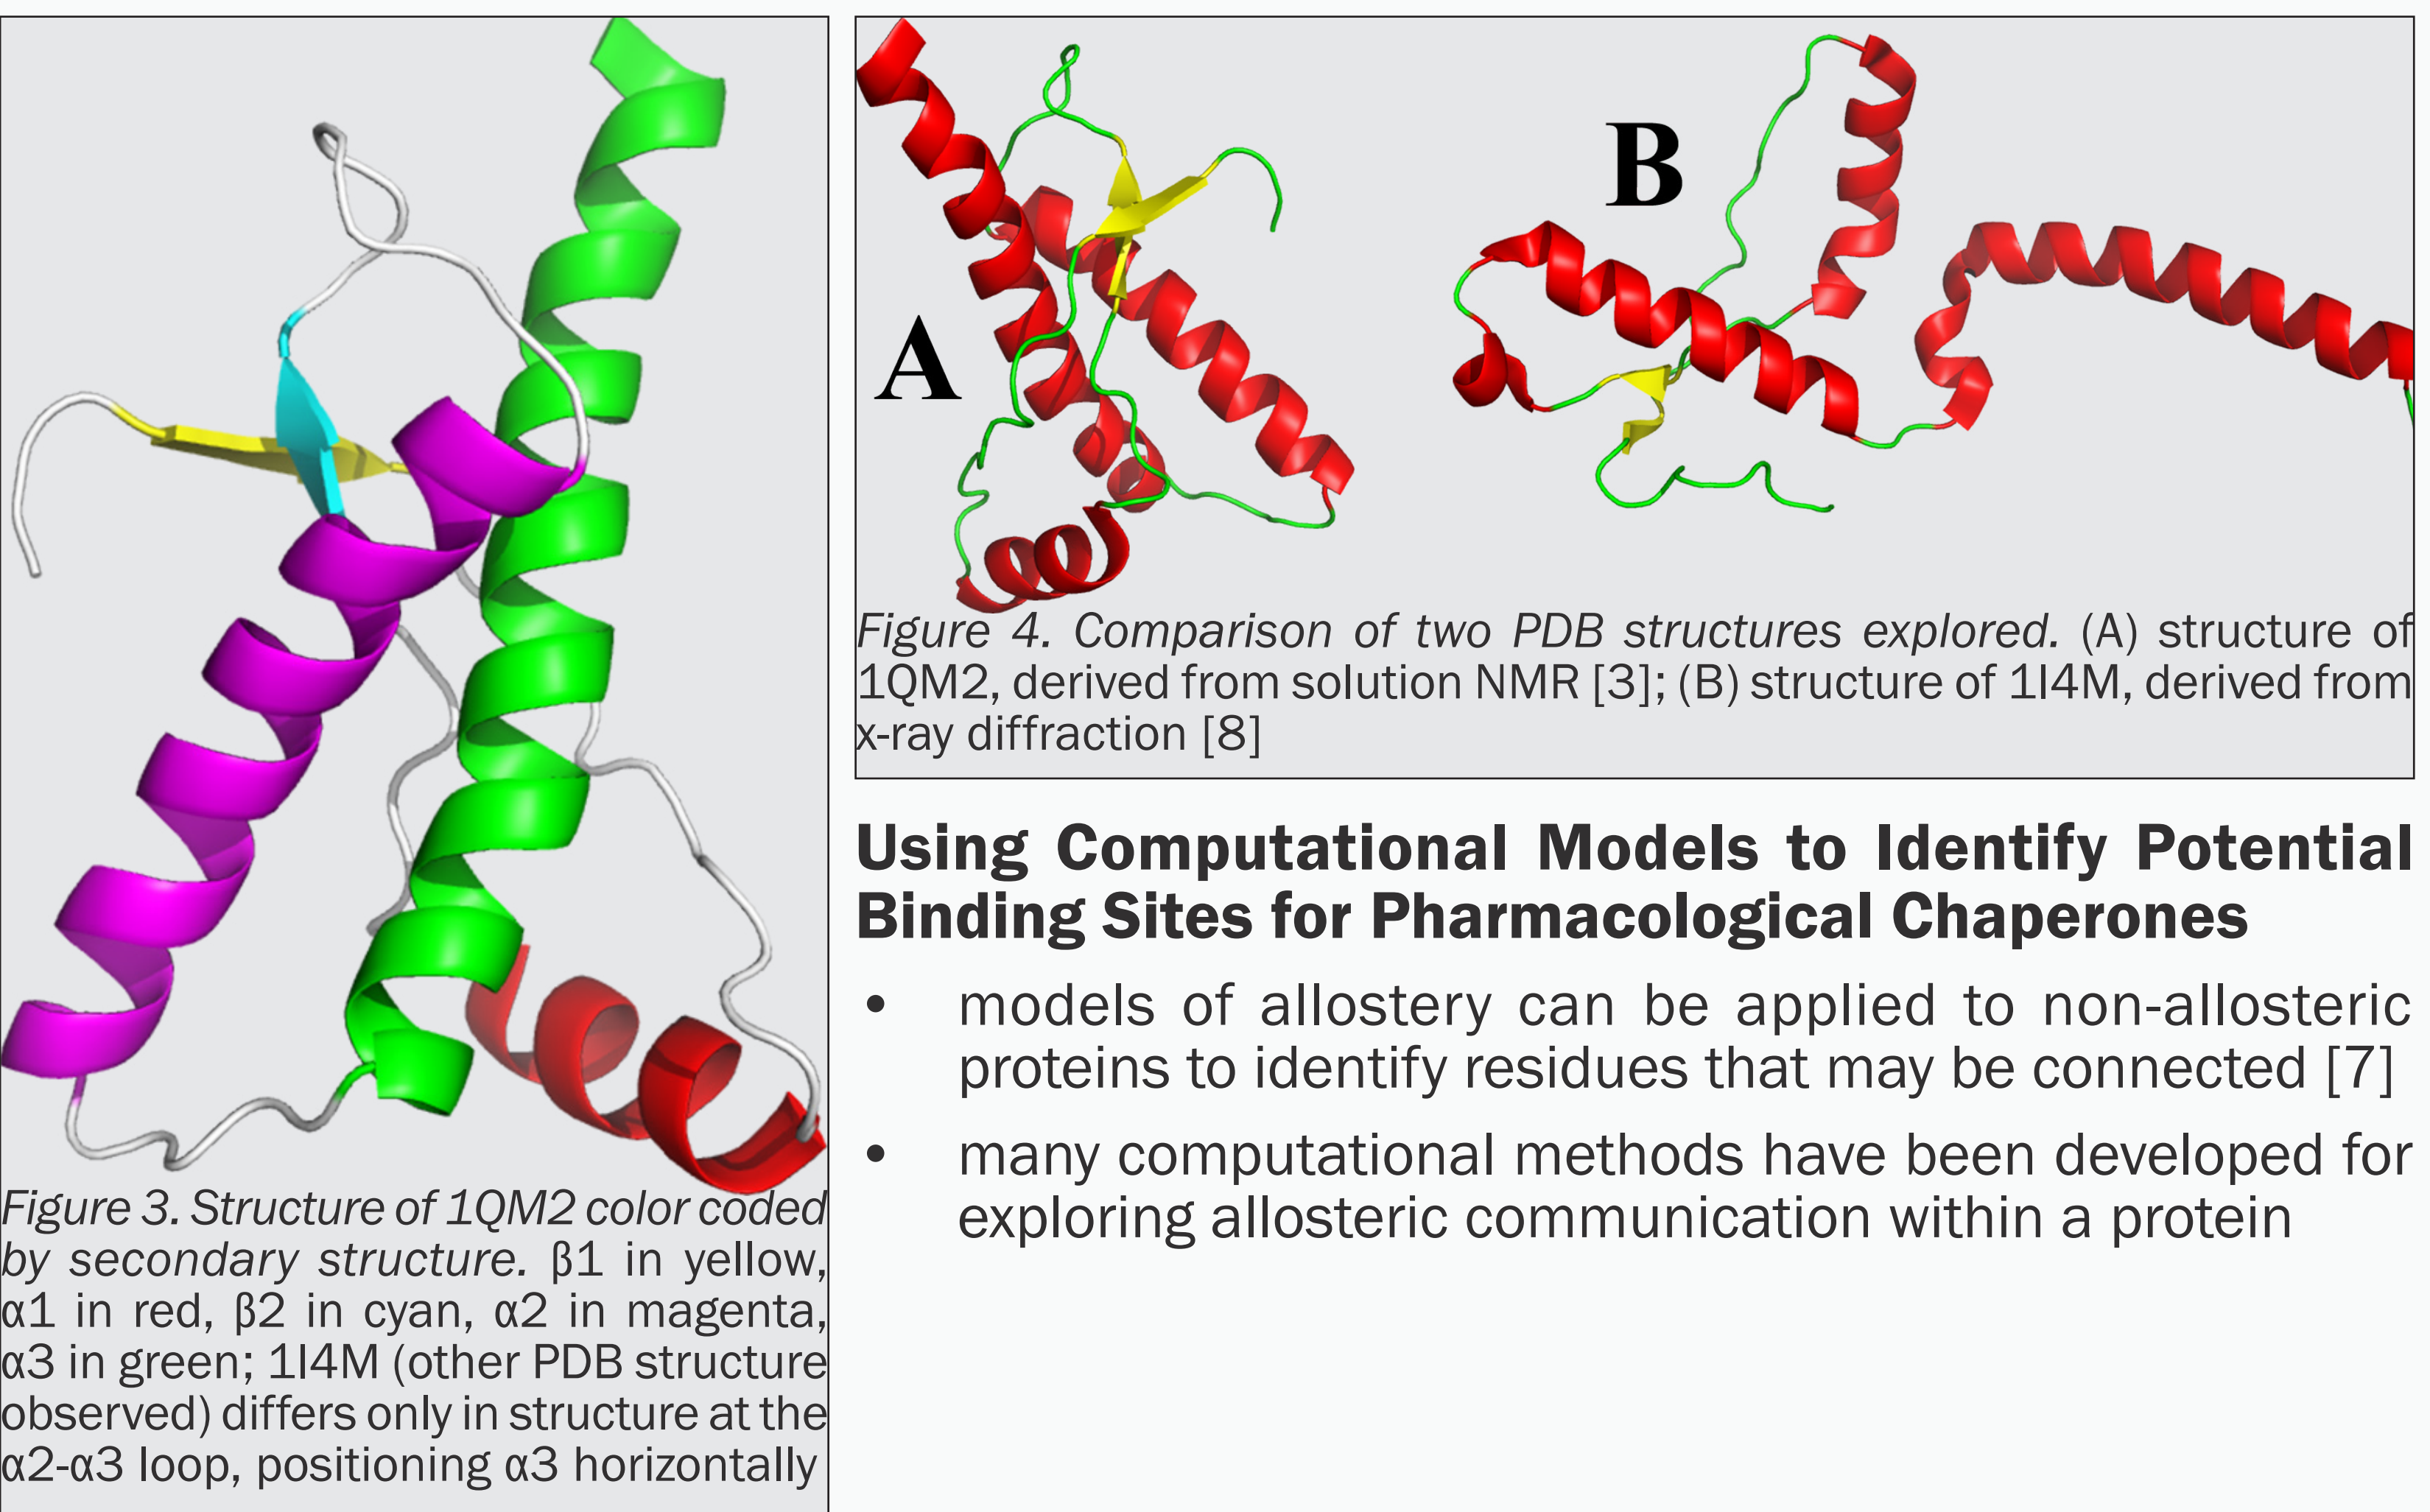 A
B
Figure 3. Structure of 1QM2 color coded
by secondary structure. β1 in yellow,
α1 in red, β2 in cyan, α2 in magenta,
α3 in green; 1I4M (other PDB structure
observed) differs only in structure at the
α2-α3 loop, positioning α3 horizontally
Figure 4. Comparison of two PDB structures explored. (A) structure of
1QM2, derived from solution NMR [3]; (B) structure of 1I4M, derived from
x-ray diffraction [8]
Using Computational Models to Identify Potential
Binding Sites for Pharmacological Chaperones
• models of allostery can be applied to non-allosteric
proteins to identify residues that may be connected [7]
• many computational methods have been developed for
exploring allosteric communication within a protein